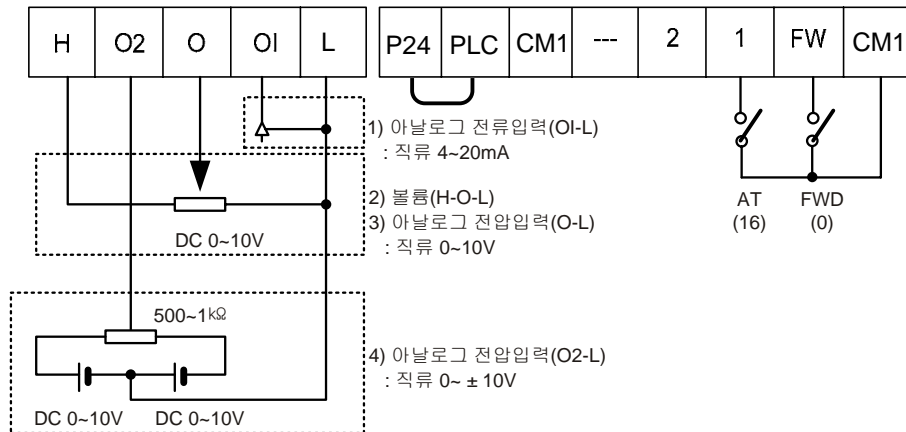 H O2 O OI L P24 PLC CM1 --- 2 1 FW CM1
1) 아날로그 전류입력(OI-L)
: 직류 4~20mA
2) 볼륨(H-O-L)
3) 아날로그 전압입력(O-L)
: 직류 0~10V
DC 0~10V
AT
(16)
FWD
(0)
500~1㏀
4) 아날로그 전압입력(O2-L)
: 직류 0~ ± 10V
DC 0~10V DC 0~10V